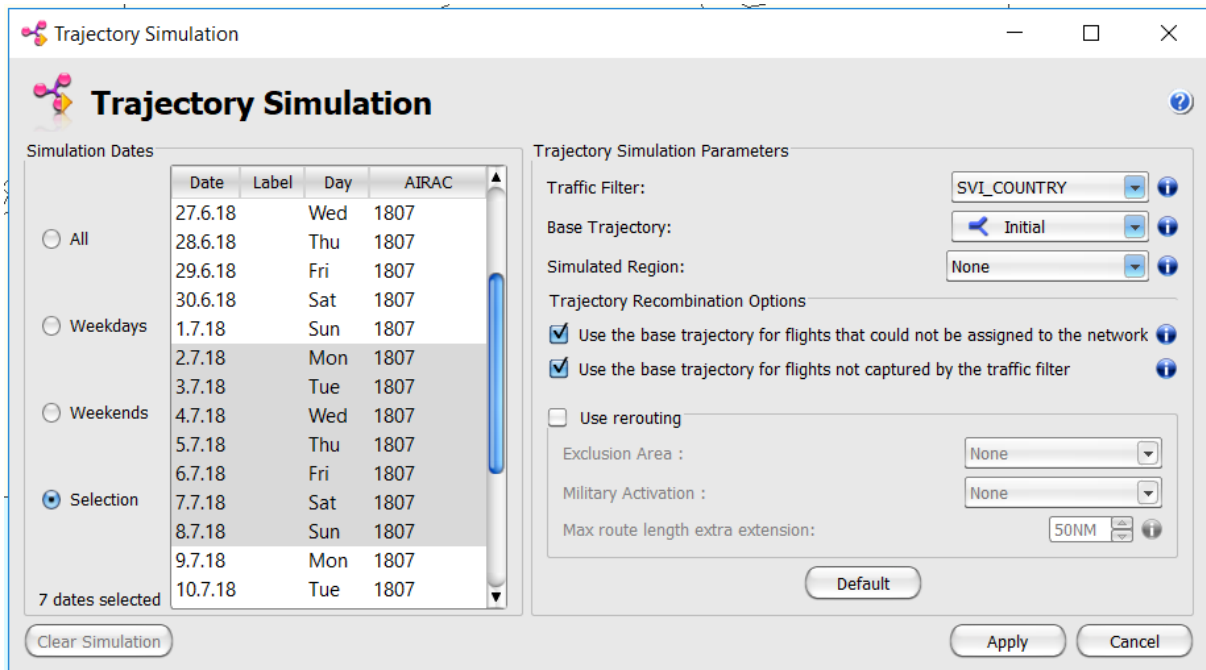 Trajectory Simulation
Trajectory Simulation
Simulation Dates
All
Weekdays
Weekends
Selection
7 dates selected
Date Label Day AIRAC
27.6.18 Wed 1807
28.6.18 Thu 1807
29.6.18 Fri 1807
30.6.18 Sat 1807
1.7.18 Sun 1807
2.7.18 Mon 1807
3.7.18 Tue 1807
4.7.18 Wed 1807
5.7.18 Thu 1807
6.7.18 Fri 1807
7.7.18 Sat 1807
8.7.18 Sun 1807
9.7.18 Mon 1807
10.7.18 Tue 1807
Trajectory Simulation Parameters
Traffic Filter: SVI_COUNTRY
Base Trajectory: Initial
Simulated Region: None
Trajectory Recombination Options
Use the base trajectory for flights that could not be assigned to the network
Use the base trajectory for flights not captured by the traffic filter
Use rerouting
Exclusion Area : None
Military Activation : None
Max route length extra extension: 50NM
Default
Clear Simulation
Apply
Cancel